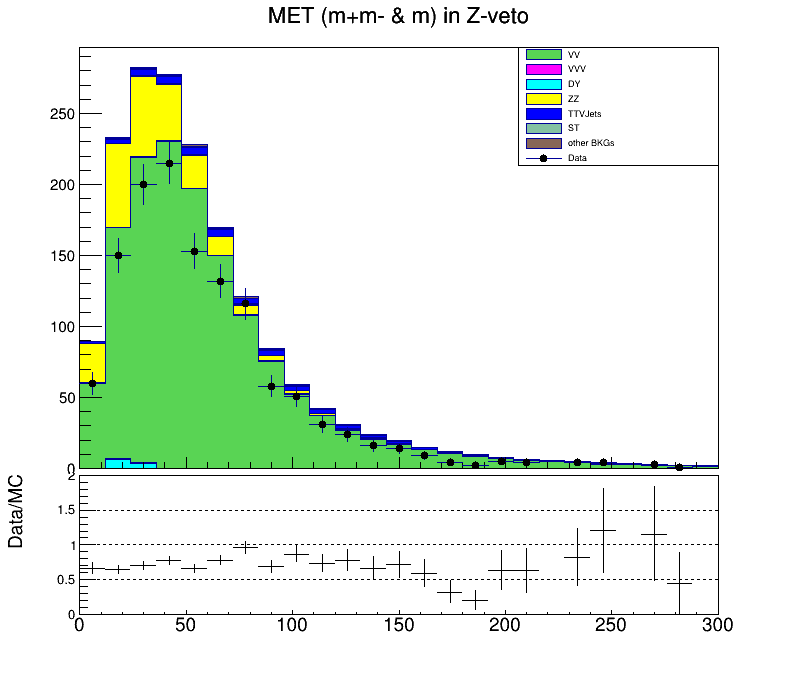 MET (m+m- & m) in Z-veto
VV
VVV
DY
ZZ
TTVJets
ST
other BKGs
Data
250
200
150
100
50
0
Data/MC
2
1.5
1
0.5
0
0 50 100 150 200 250 300